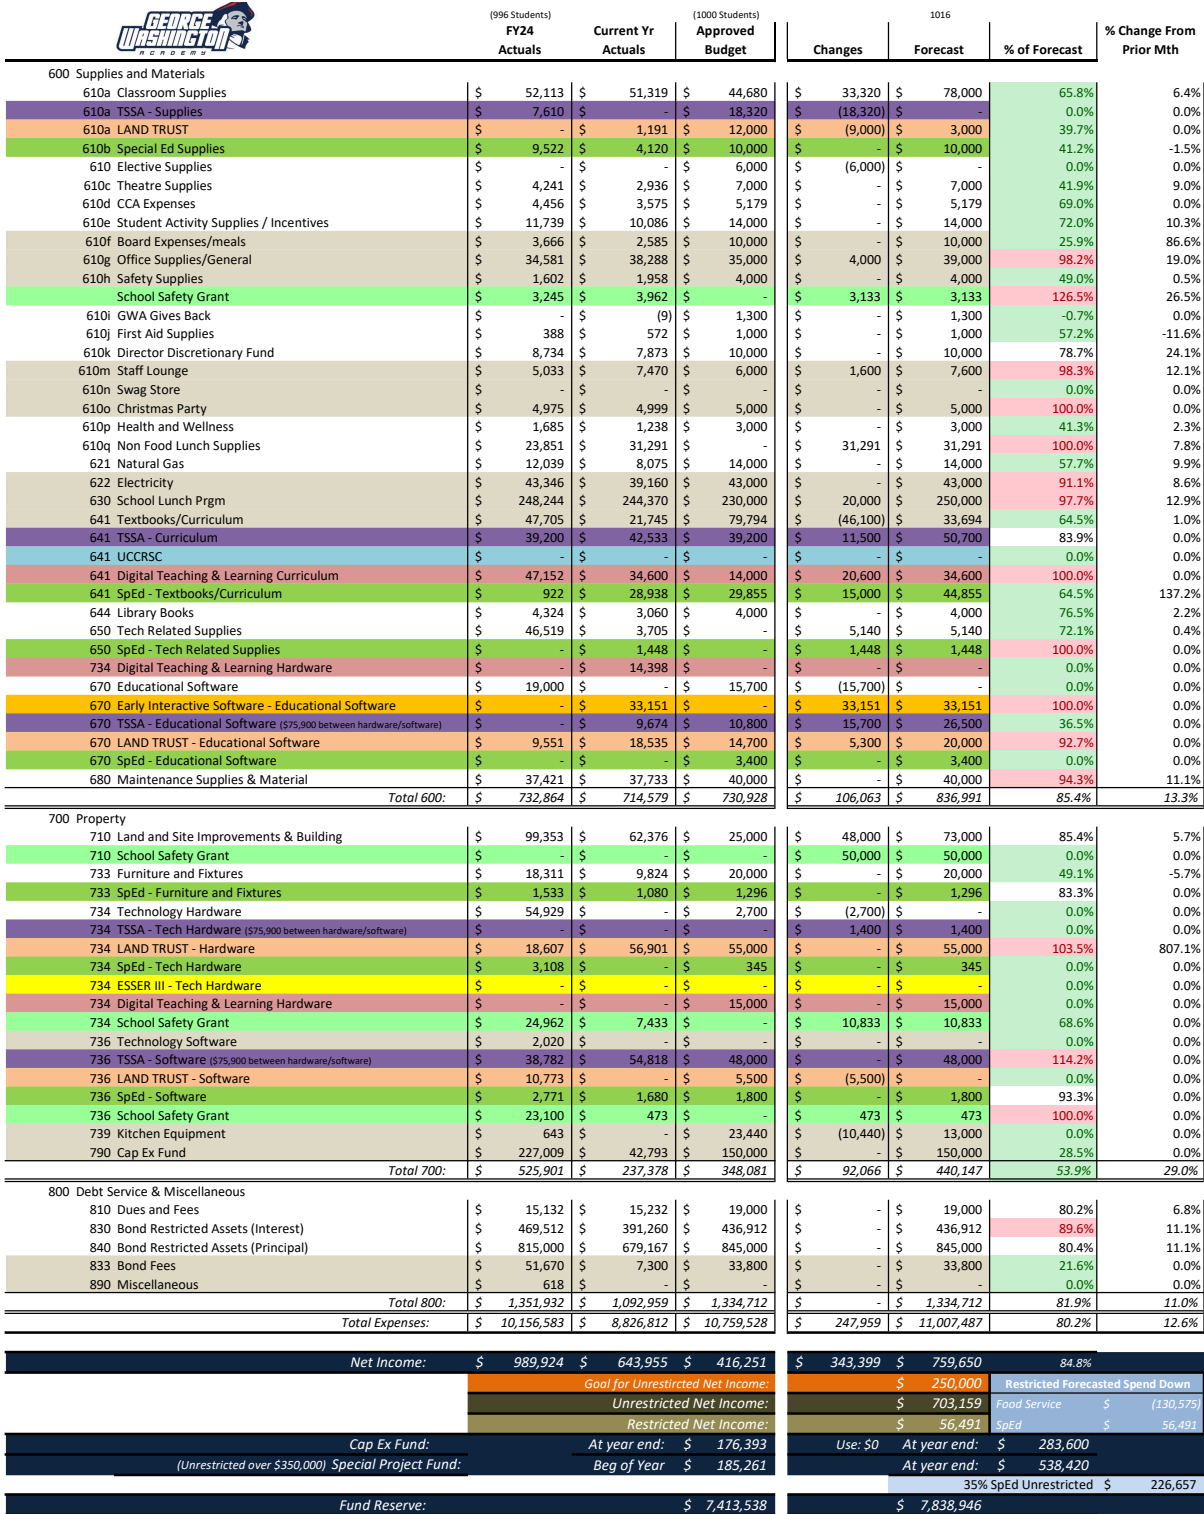 GEORGE
WASHINGTON
ACADEMY
(996 Students) (1000 Students) 1016
FY24 Current Yr Approved % Change From
Actuals Actuals Budget Changes Forecast % of Forecast Prior Mth
600 Supplies and Materials
610a Classroom Supplies $ 52,113 $ 51,319 $ 44,680 $ 33,320 $ 78,000 65.8% 6.4%
610a TSSA - Supplies $ 7,610 $ - $ 18,320 $ (18,320) $ - 0.0% 0.0%
610a LAND TRUST $ - $ 1,191 $ 12,000 $ (9,000) $ 3,000 39.7% 0.0%
610b Special Ed Supplies $ 9,522 $ 4,120 $ 10,000 $ - $ 10,000 41.2% -1.5%
610 Elective Supplies $ - $ - $ 6,000 $ (6,000) $ - 0.0% 0.0%
610c Theatre Supplies $ 4,241 $ 2,936 $ 7,000 $ - $ 7,000 41.9% 9.0%
610d CCA Expenses $ 4,456 $ 3,575 $ 5,179 $ - $ 5,179 69.0% 0.0%
610e Student Activity Supplies / Incentives $ 11,739 $ 10,086 $ 14,000 $ - $ 14,000 72.0% 10.3%
610f Board Expenses/meals $ 3,666 $ 2,585 $ 10,000 $ - $ 10,000 25.9% 86.6%
610g Office Supplies/General $ 34,581 $ 38,288 $ 35,000 $ 4,000 $ 39,000 98.2% 19.0%
610h Safety Supplies $ 1,602 $ 1,958 $ 4,000 $ - $ 4,000 49.0% 0.5%
School Safety Grant $ 3,245 $ 3,962 $ - $ 3,133 $ 3,133 126.5% 26.5%
610i GWA Gives Back $ - $ (9) $ 1,300 $ - $ 1,300 -0.7% 0.0%
610j First Aid Supplies $ 388 $ 572 $ 1,000 $ - $ 1,000 57.2% -11.6%
610k Director Discretionary Fund $ 8,734 $ 7,873 $ 10,000 $ - $ 10,000 78.7% 24.1%
610m Staff Lounge $ 5,033 $ 7,470 $ 6,000 $ 1,600 $ 7,600 98.3% 12.1%
610n Swag Store $ - $ - $ - $ - $ - 0.0% 0.0%
610o Christmas Party $ 4,975 $ 4,999 $ 5,000 $ - $ 5,000 100.0% 0.0%
610p Health and Wellness $ 1,685 $ 1,238 $ 3,000 $ - $ 3,000 41.3% 2.3%
610q Non Food Lunch Supplies $ 23,851 $ 31,291 $ - $ 31,291 $ 31,291 100.0% 7.8%
621 Natural Gas $ 12,039 $ 8,075 $ 14,000 $ - $ 14,000 57.7% 9.9%
622 Electricity $ 43,346 $ 39,160 $ 43,000 $ - $ 43,000 91.1% 8.6%
630 School Lunch Prgm $ 248,244 $ 244,370 $ 230,000 $ 20,000 $ 250,000 97.7% 12.9%
641 Textbooks/Curriculum $ 47,705 $ 21,745 $ 79,794 $ (46,100) $ 33,694 64.5% 1.0%
641 TSSA - Curriculum $ 39,200 $ 42,533 $ 39,200 $ 11,500 $ 50,700 83.9% 0.0%
641 UCCRSC $ - $ - $ - $ - $ - 0.0% 0.0%
641 Digital Teaching & Learning Curriculum $ 47,152 $ 34,600 $ 14,000 $ 20,600 $ 34,600 100.0% 0.0%
641 SpEd - Textbooks/Curriculum $ 922 $ 28,938 $ 29,855 $ 15,000 $ 44,855 64.5% 137.2%
644 Library Books $ 4,324 $ 3,060 $ 4,000 $ - $ 4,000 76.5% 2.2%
650 Tech Related Supplies $ 46,519 $ 3,705 $ - $ 5,140 $ 5,140 72.1% 0.4%
650 SpEd - Tech Related Supplies $ - $ 1,448 $ - $ 1,448 $ 1,448 100.0% 0.0%
734 Digital Teaching & Learning Hardware $ - $ 14,398 $ - $ - $ - 0.0% 0.0%
670 Educational Software $ 19,000 $ - $ 15,700 $ (15,700) $ - 0.0% 0.0%
670 Early Interactive Software - Educational Software $ - $ 33,151 $ - $ 33,151 $ 33,151 100.0% 0.0%
670 TSSA - Educational Software ($75,900 between hardware/software) $ - $ 9,674 $ 10,800 $ 15,700 $ 26,500 36.5% 0.0%
670 LAND TRUST - Educational Software $ 9,551 $ 18,535 $ 14,700 $ 5,300 $ 20,000 92.7% 0.0%
670 SpEd - Educational Software $ - $ - $ 3,400 $ - $ 3,400 0.0% 0.0%
680 Maintenance Supplies & Material $ 37,421 $ 37,733 $ 40,000 $ - $ 40,000 94.3% 11.1%
Total 600: $ 732,864 $ 714,579 $ 730,928 $ 106,063 $ 836,991 85.4% 13.3%
700 Property
710 Land and Site Improvements & Building $ 99,353 $ 62,376 $ 25,000 $ 48,000 $ 73,000 85.4% 5.7%
710 School Safety Grant $ - $ - $ - $ 50,000 $ 50,000 0.0% 0.0%
733 Furniture and Fixtures $ 18,311 $ 9,824 $ 20,000 $ - $ 20,000 49.1% -5.7%
733 SpEd - Furniture and Fixtures $ 1,533 $ 1,080 $ 1,296 $ - $ 1,296 83.3% 0.0%
734 Technology Hardware $ 54,929 $ - $ 2,700 $ (2,700) $ - 0.0% 0.0%
734 TSSA - Tech Hardware ($75,900 between hardware/software) $ - $ - $ - $ 1,400 $ 1,400 0.0% 0.0%
734 LAND TRUST - Hardware $ 18,607 $ 56,901 $ 55,000 $ - $ 55,000 103.5% 807.1%
734 SpEd - Tech Hardware $ 3,108 $ - $ 345 $ - $ 345 0.0% 0.0%
734 ESSER III - Tech Hardware $ - $ - $ - $ - $ - 0.0% 0.0%
734 Digital Teaching & Learning Hardware $ - $ - $ 15,000 $ - $ 15,000 0.0% 0.0%
734 School Safety Grant $ 24,962 $ 7,433 $ - $ 10,833 $ 10,833 68.6% 0.0%
736 Technology Software $ 2,020 $ - $ - $ - $ - 0.0% 0.0%
736 TSSA - Software ($75,900 between hardware/software) $ 38,782 $ 54,818 $ 48,000 $ - $ 48,000 114.2% 0.0%
736 LAND TRUST - Software $ 10,773 $ - $ 5,500 $ (5,500) $ - 0.0% 0.0%
736 SpEd - Software $ 2,771 $ 1,680 $ 1,800 $ - $ 1,800 93.3% 0.0%
736 School Safety Grant $ 23,100 $ 473 $ - $ 473 $ 473 100.0% 0.0%
739 Kitchen Equipment $ 643 $ - $ 23,440 $ (10,440) $ 13,000 0.0% 0.0%
790 Cap Ex Fund $ 227,009 $ 42,793 $ 150,000 $ - $ 150,000 28.5% 0.0%
Total 700: $ 525,901 $ 237,378 $ 348,081 $ 92,066 $ 440,147 53.9% 29.0%
800 Debt Service & Miscellaneous
810 Dues and Fees $ 15,132 $ 15,232 $ 19,000 $ - $ 19,000 80.2% 6.8%
830 Bond Restricted Assets (Interest) $ 469,512 $ 391,260 $ 436,912 $ - $ 436,912 89.6% 11.1%
840 Bond Restricted Assets (Principal) $ 815,000 $ 679,167 $ 845,000 $ - $ 845,000 80.4% 11.1%
833 Bond Fees $ 51,670 $ 7,300 $ 33,800 $ - $ 33,800 21.6% 0.0%
890 Miscellaneous $ 618 $ - $ - $ - $ - 0.0% 0.0%
Total 800: $ 1,351,932 $ 1,092,959 $ 1,334,712 $ - $ 1,334,712 81.9% 11.0%
Total Expenses: $ 10,156,583 $ 8,826,812 $ 10,759,528 $ 247,959 $ 11,007,487 80.2% 12.6%
Net Income: $ 989,924 $ 643,955 $ 416,251 $ 343,399 $ 759,650 84.8%
Goal for Unrestircted Net Income: $ 250,000 Restricted Forecasted Spend Down
Unrestricted Net Income: $ 703,159 Food Service $ (130,575)
Restricted Net Income: $ 56,491 SpEd $ 56,491
Cap Ex Fund: At year end: $ 176,393 Use: $0 At year end: $ 283,600
(Unrestricted over $350,000) Special Project Fund: Beg of Year $ 185,261 At year end: $ 538,420
35% SpEd Unrestricted $ 226,657
Fund Reserve: $ 7,413,538 $ 7,838,946